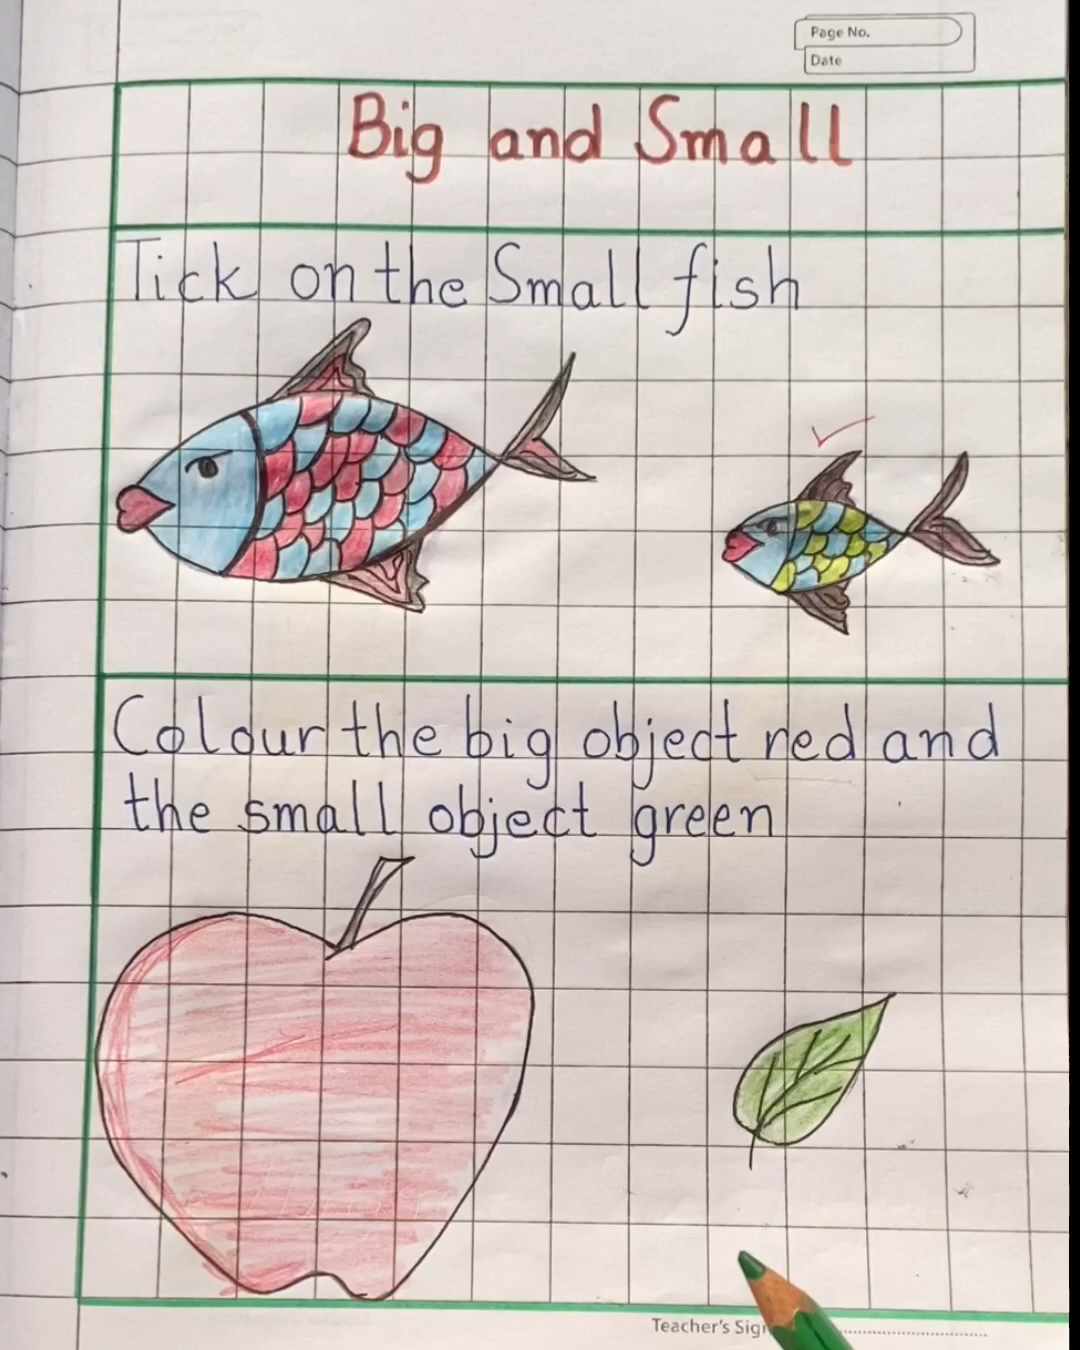 Page No.
Date
Big and Small
Tick on the Small fish
Colour the big object red and
the small object green
Teacher's